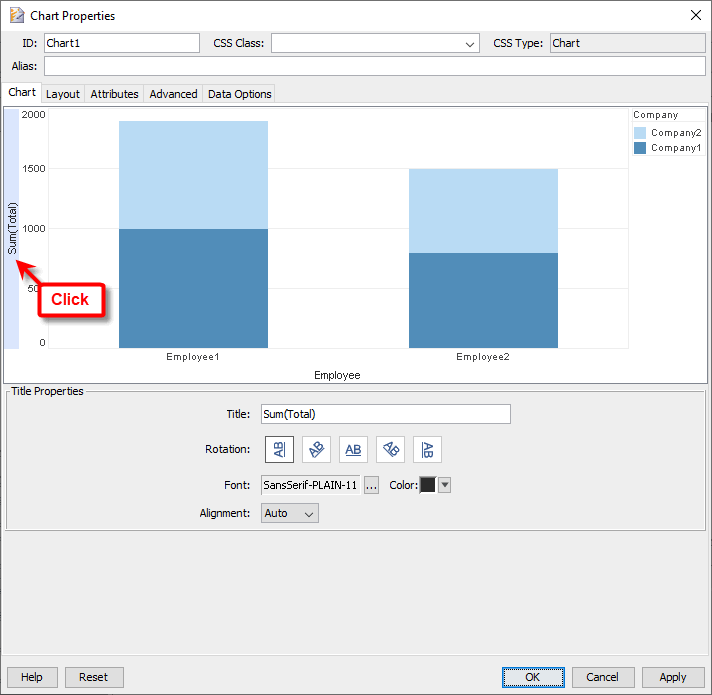 Chart Properties
ID: Chart1 CSS Class: CSS Type: Chart
Alias:
Chart Layout Attributes Advanced Data Options
2000
1500
1000
50
0
Sum(Total)
Click
Employee1 Employee2
Employee
Company
Company2
Company1
Title Properties
Title: Sum(Total)
Rotation: AB AB AB AB AB
Font: SansSerif-PLAIN-11 ... Color:
Alignment: Auto
Help Reset OK Cancel Apply